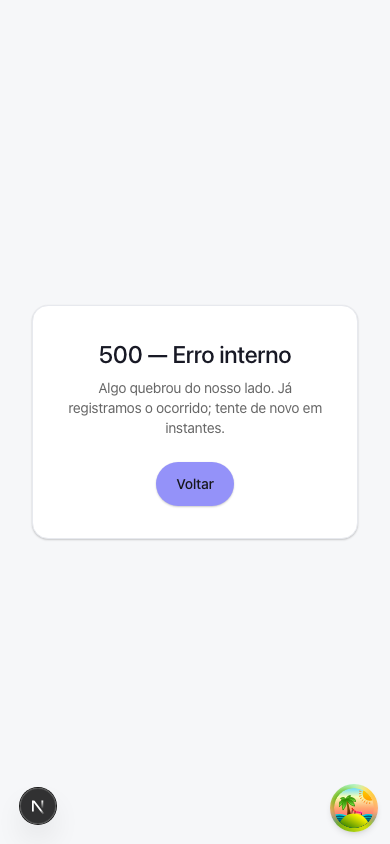 500 — Erro interno
Algo quebrou do nosso lado. Já
registramos o ocorrido; tente de novo em
instantes.
Voltar
N